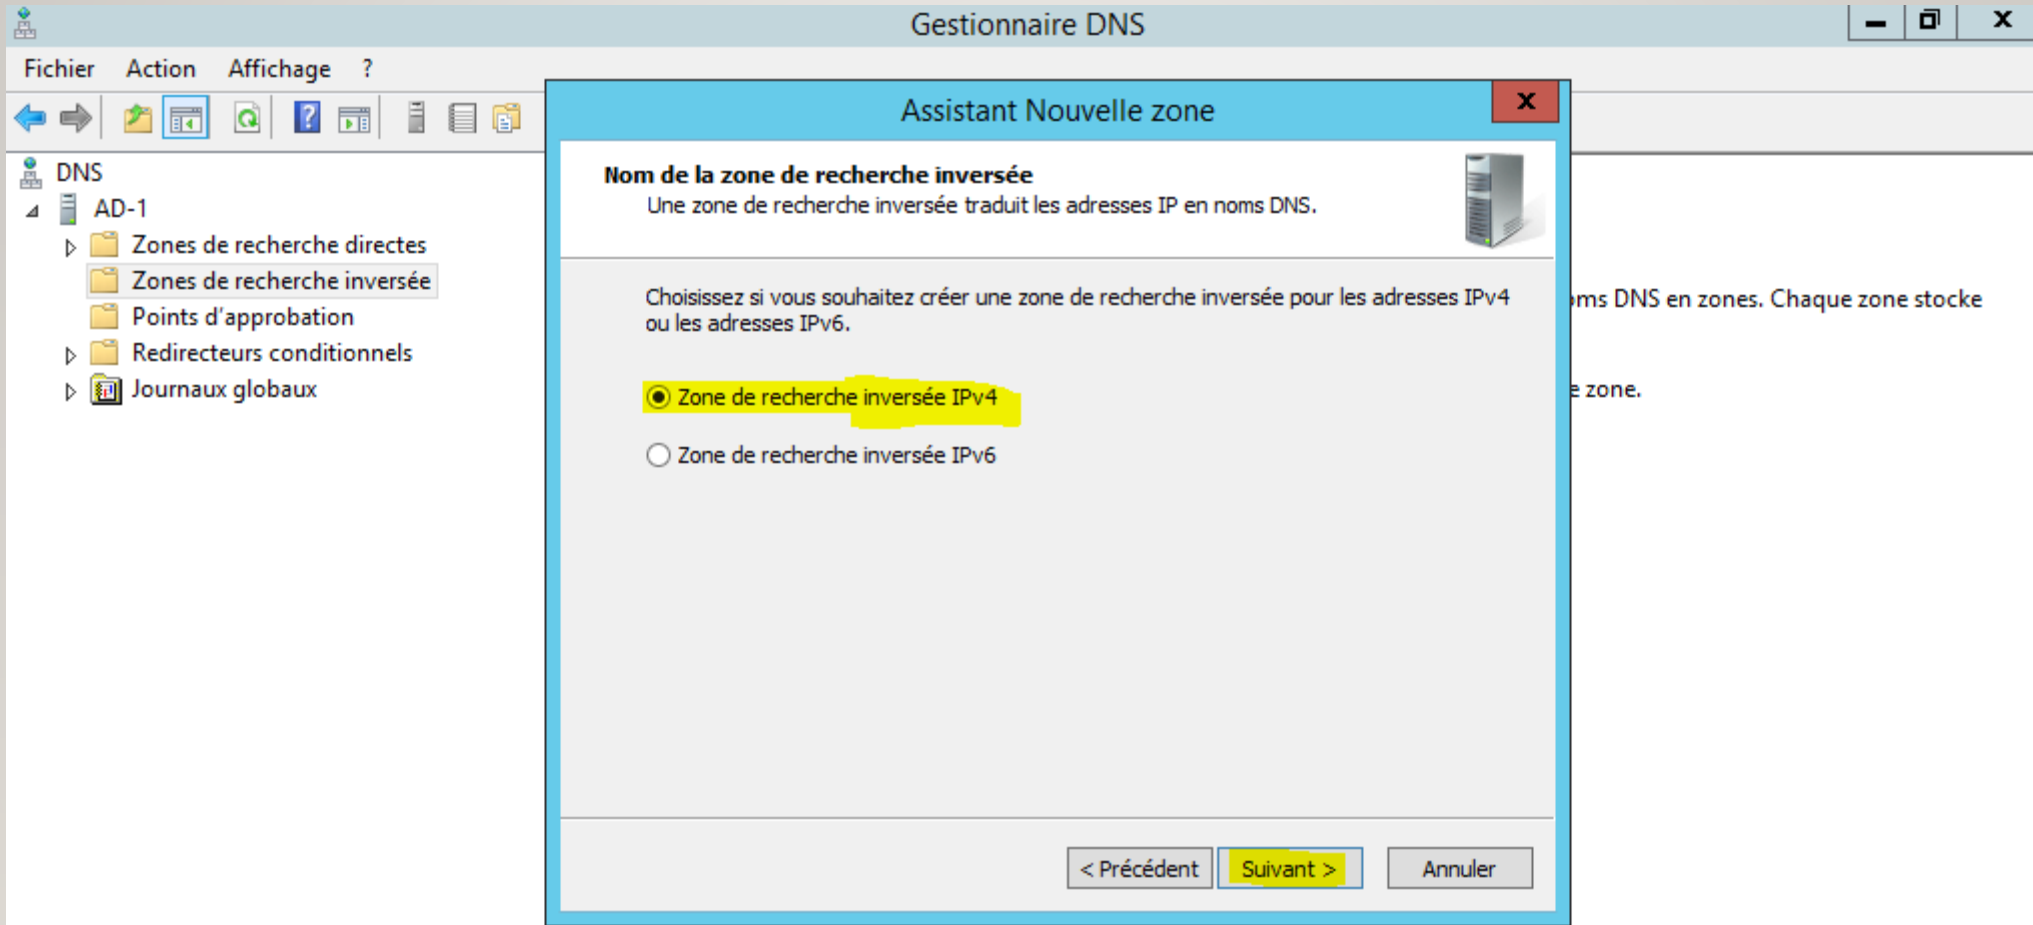 Gestionnaire DNS
Fichier Action Affichage ?
DNS
AD-1
Zones de recherche directes
Zones de recherche inversée
Points d'approbation
Redirecteurs conditionnels
Journaux globaux
Assistant Nouvelle zone
Nom de la zone de recherche inversée
Une zone de recherche inversée traduit les adresses IP en noms DNS.
Choisissez si vous souhaitez créer une zone de recherche inversée pour les adresses IPv4
ou les adresses IPv6.
Zone de recherche inversée IPv4
Zone de recherche inversée IPv6
< Précédent Suivant > Annuler
DNS en zones. Chaque zone stocke
zone.